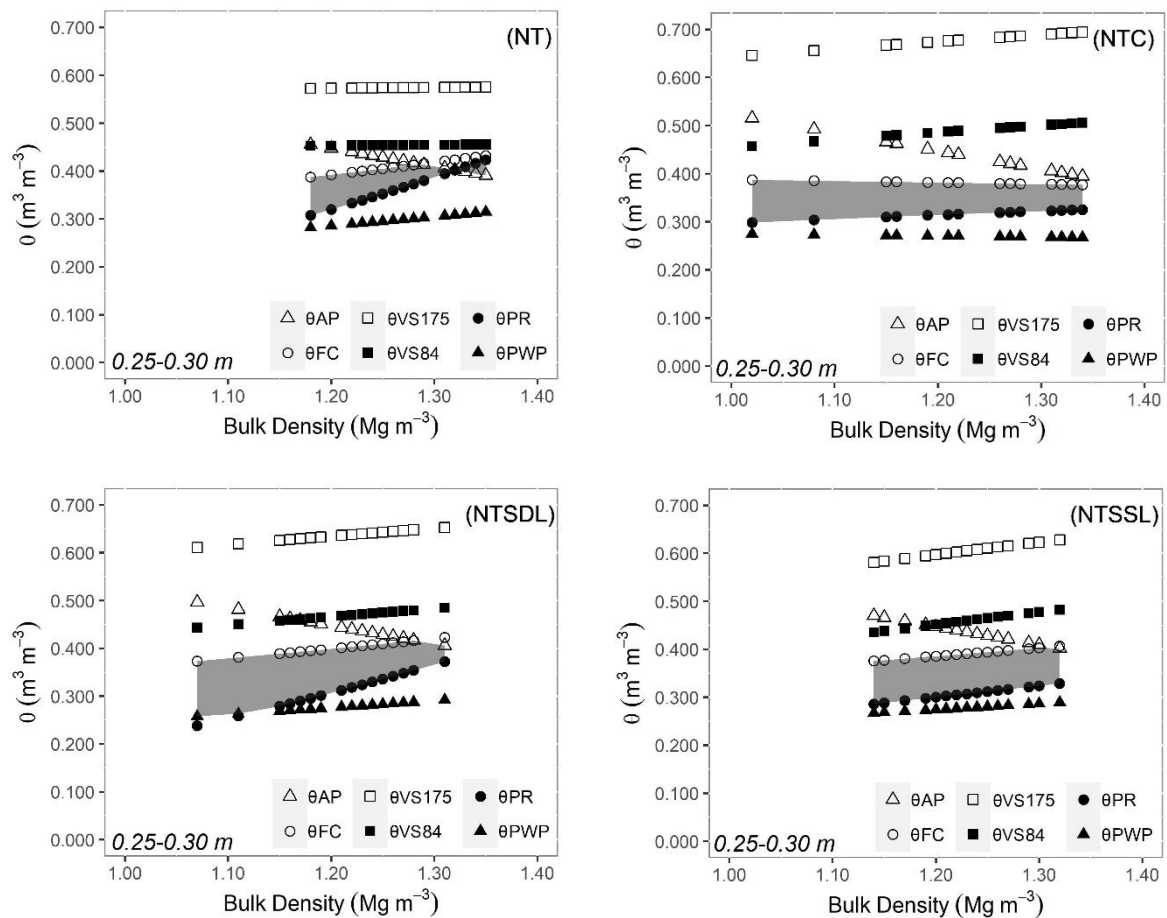 (NT)
0.700
0.600
0.500
0.400
0.300
0.200
0.100
0.000
θ (m³ m⁻³)
θAP θVS175 θPR
θFC θVS84 θPWP
0.25-0.30 m
1.00 1.10 1.20 1.30 1.40
Bulk Density (Mg m⁻³)
(NTC)
0.700
0.600
0.500
0.400
0.300
0.200
0.100
0.000
θ (m³ m⁻³)
θAP θVS175 θPR
θFC θVS84 θPWP
0.25-0.30 m
1.00 1.10 1.20 1.30 1.40
Bulk Density (Mg m⁻³)
(NTSDL)
0.700
0.600
0.500
0.400
0.300
0.200
0.100
0.000
θ (m³ m⁻³)
θAP θVS175 θPR
θFC θVS84 θPWP
0.25-0.30 m
1.00 1.10 1.20 1.30 1.40
Bulk Density (Mg m⁻³)
(NTSSL)
0.700
0.600
0.500
0.400
0.300
0.200
0.100
0.000
θ (m³ m⁻³)
θAP θVS175 θPR
θFC θVS84 θPWP
0.25-0.30 m
1.00 1.10 1.20 1.30 1.40
Bulk Density (Mg m⁻³)